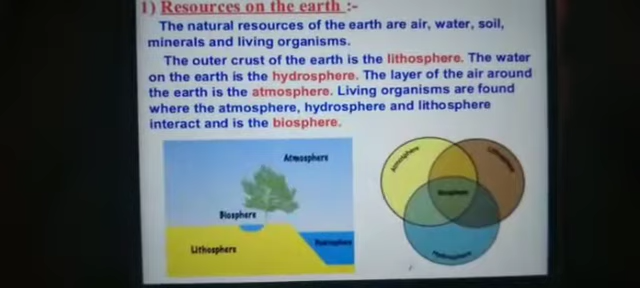 1) Resources on the earth :-
The natural resources of the earth are air, water, soil,
minerals and living organisms.
The outer crust of the earth is the lithosphere. The water
on the earth is the hydrosphere. The layer of the air around
the earth is the atmosphere. Living organisms are found
where the atmosphere, hydrosphere and lithosphere
interact and is the biosphere.
Atmosphere
Biosphere
Lithosphere
Hydrosphere
Atmosphere
Lithosphere
Biosphere
Hydrosphere